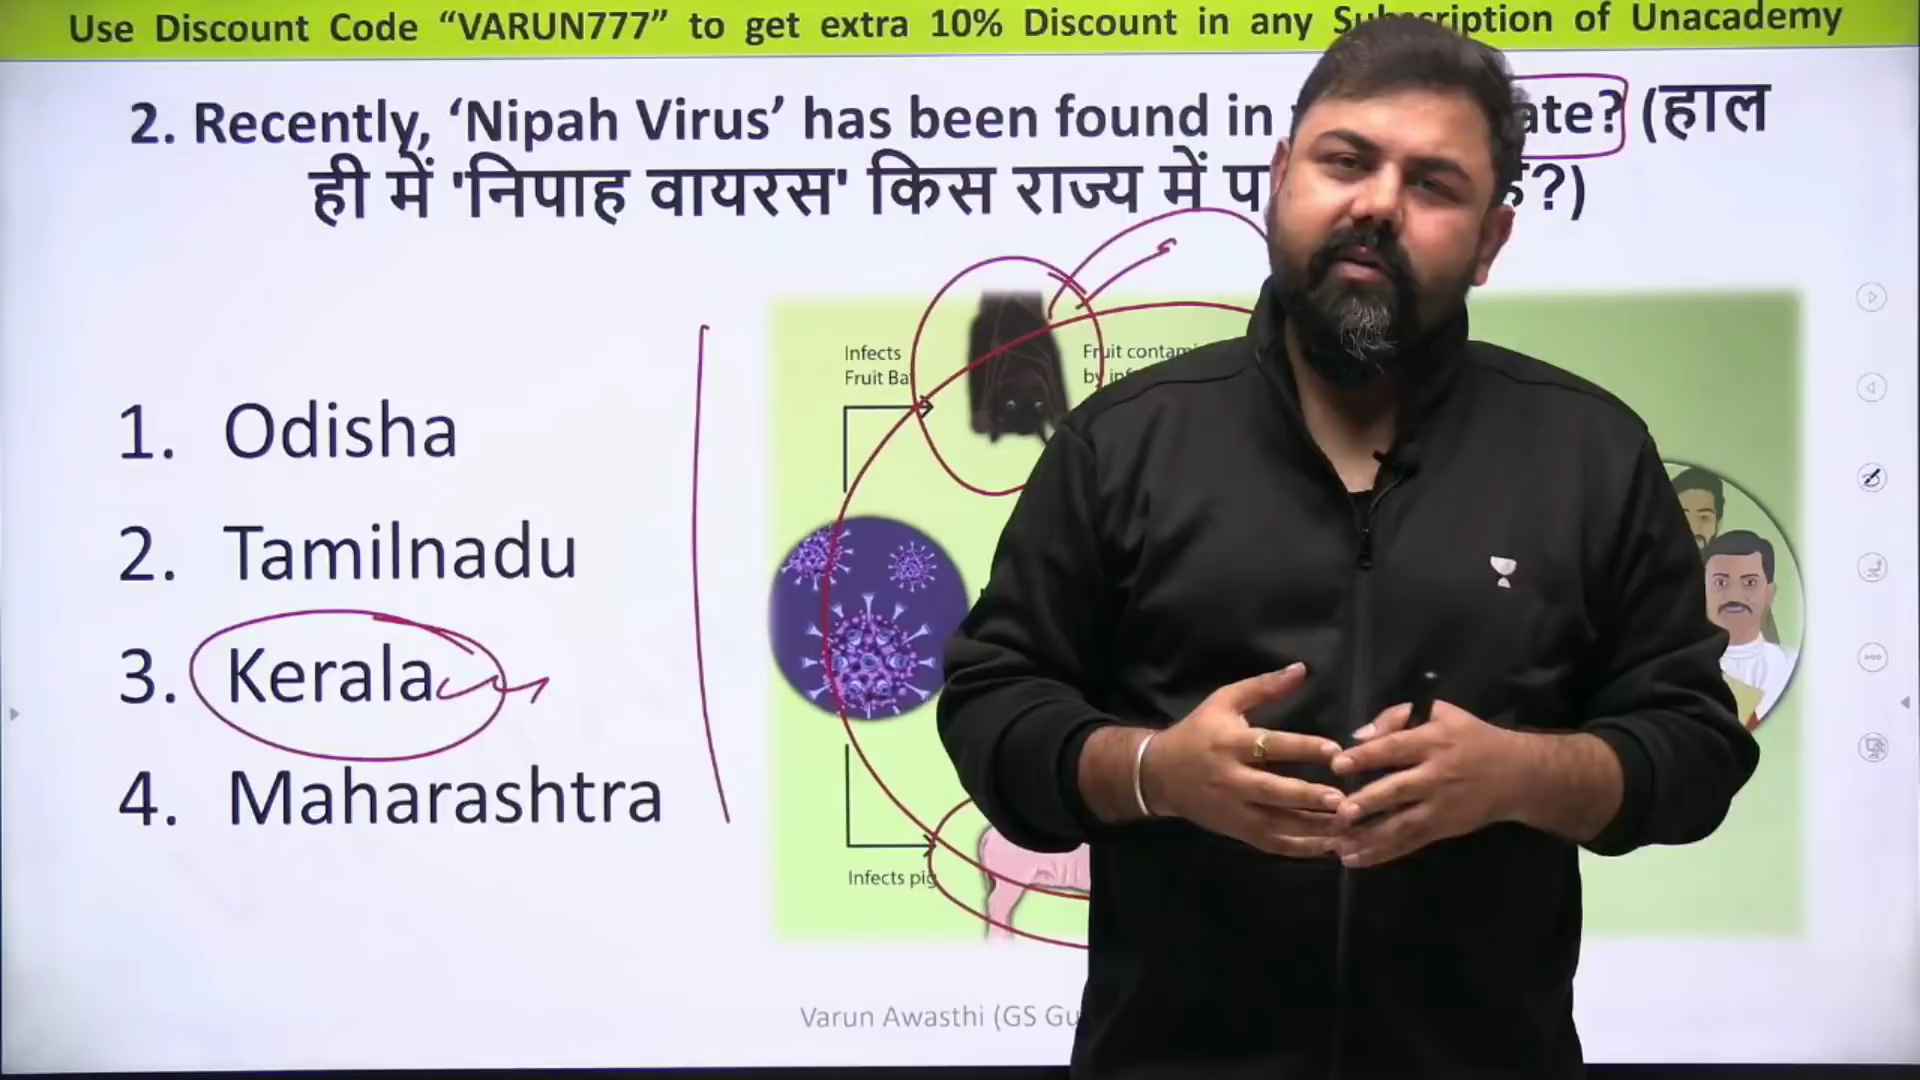 Use Discount Code “VARUN777” to get extra 10% Discount in any Subscription of Unacademy
2. Recently, ‘Nipah Virus’ has been found in ate? (हाल
ही में 'निपाह वायरस' किस राज्य में है?)
1. Odisha
2. Tamilnadu
3. Kerala
4. Maharashtra
Infects
Fruit Ba
Fruit contam
by inf
Infects pig
Varun Awasthi (GS Gu